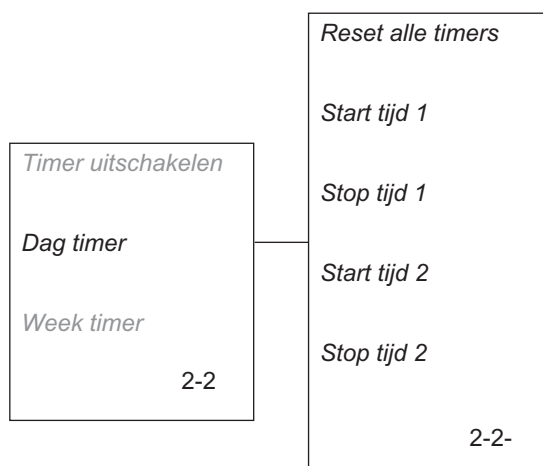 Timer uitschakelen
Dag timer
Week timer
2-2
Reset alle timers
Start tijd 1
Stop tijd 1
Start tijd 2
Stop tijd 2
2-2-